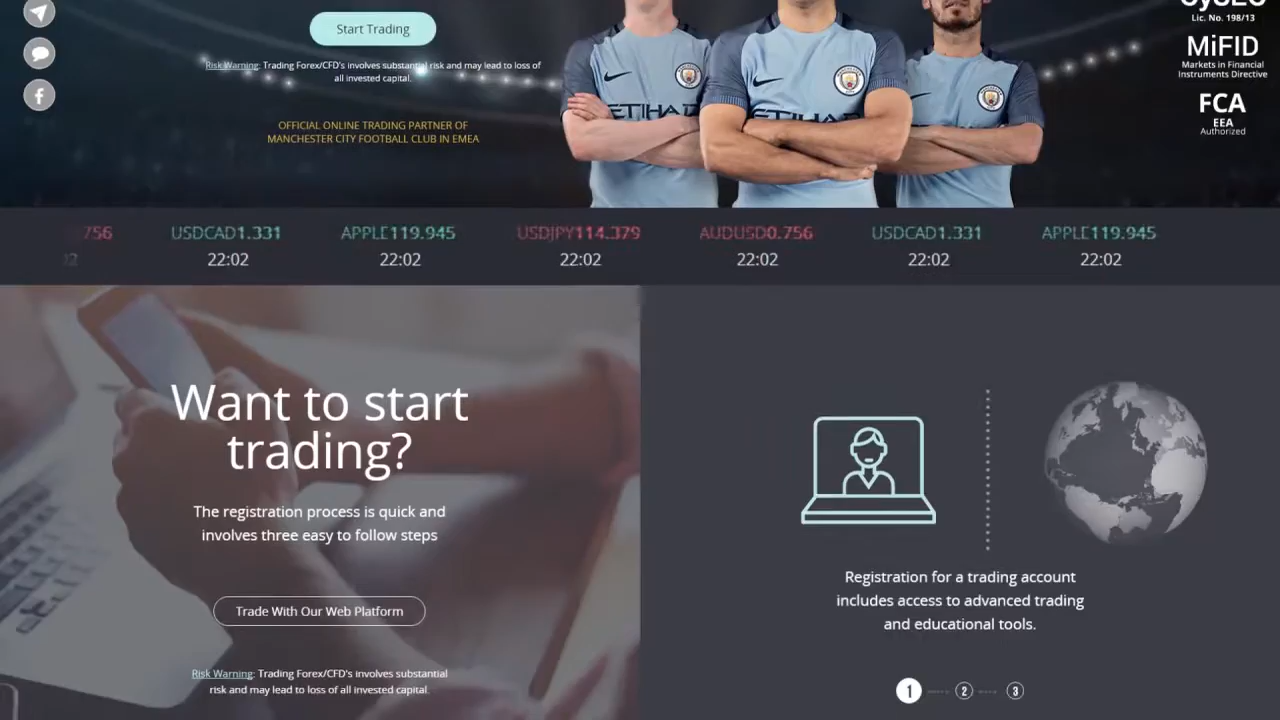 Start Trading
Risk Warning: Trading Forex/CFD's involves substantial risk and may lead to loss of
all invested capital.
OFFICIAL ONLINE TRADING PARTNER OF
MANCHESTER CITY FOOTBALL CLUB IN EMEA
ETIHAD
ETIHAD
ETIHAD
CySEC
Lic. No. 198/13
MiFID
Markets in Financial
Instruments Directive
FCA
EEA
Authorized
756 USDCAD1.331 APPLE119.945 USDJPY114.379 AUDUSD0.756 USDCAD1.331 APPLE119.945
22:02 22:02 22:02 22:02 22:02 22:02
Want to start
trading?
The registration process is quick and
involves three easy to follow steps
Trade With Our Web Platform
Risk Warning: Trading Forex/CFD's involves substantial
risk and may lead to loss of all invested capital.
Registration for a trading account
includes access to advanced trading
and educational tools.
1 2 3